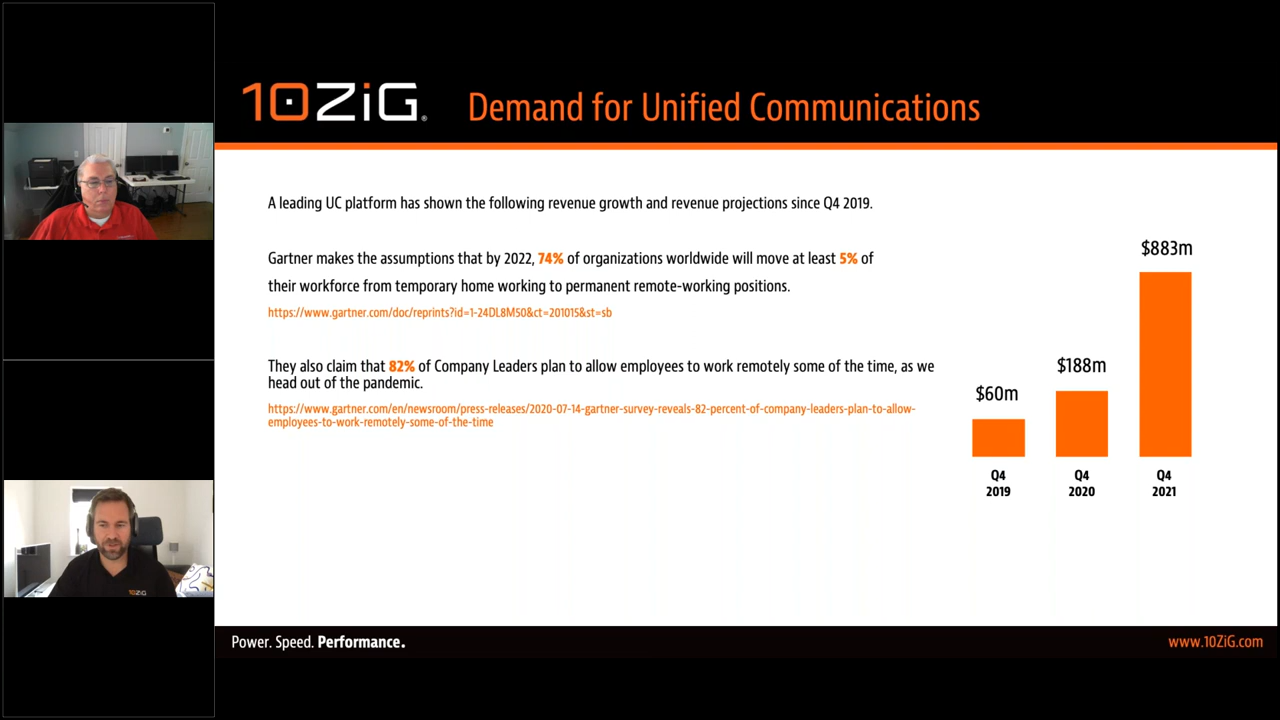 10ZiG®
Demand for Unified Communications
A leading UC platform has shown the following revenue growth and revenue projections since Q4 2019.
Gartner makes the assumptions that by 2022, 74% of organizations worldwide will move at least 5% of
their workforce from temporary home working to permanent remote-working positions.
https://www.gartner.com/doc/reprints?id=1-24DL8M50&ct=201015&st=sb
They also claim that 82% of Company Leaders plan to allow employees to work remotely some of the time, as we
head out of the pandemic.
https://www.gartner.com/en/newsroom/press-releases/2020-07-14-gartner-survey-reveals-82-percent-of-company-leaders-plan-to-allow-
employees-to-work-remotely-some-of-the-time
$60m
$188m
$883m
Q4
2019
Q4
2020
Q4
2021
10ZiG
Power. Speed. Performance.
www.10ZiG.com